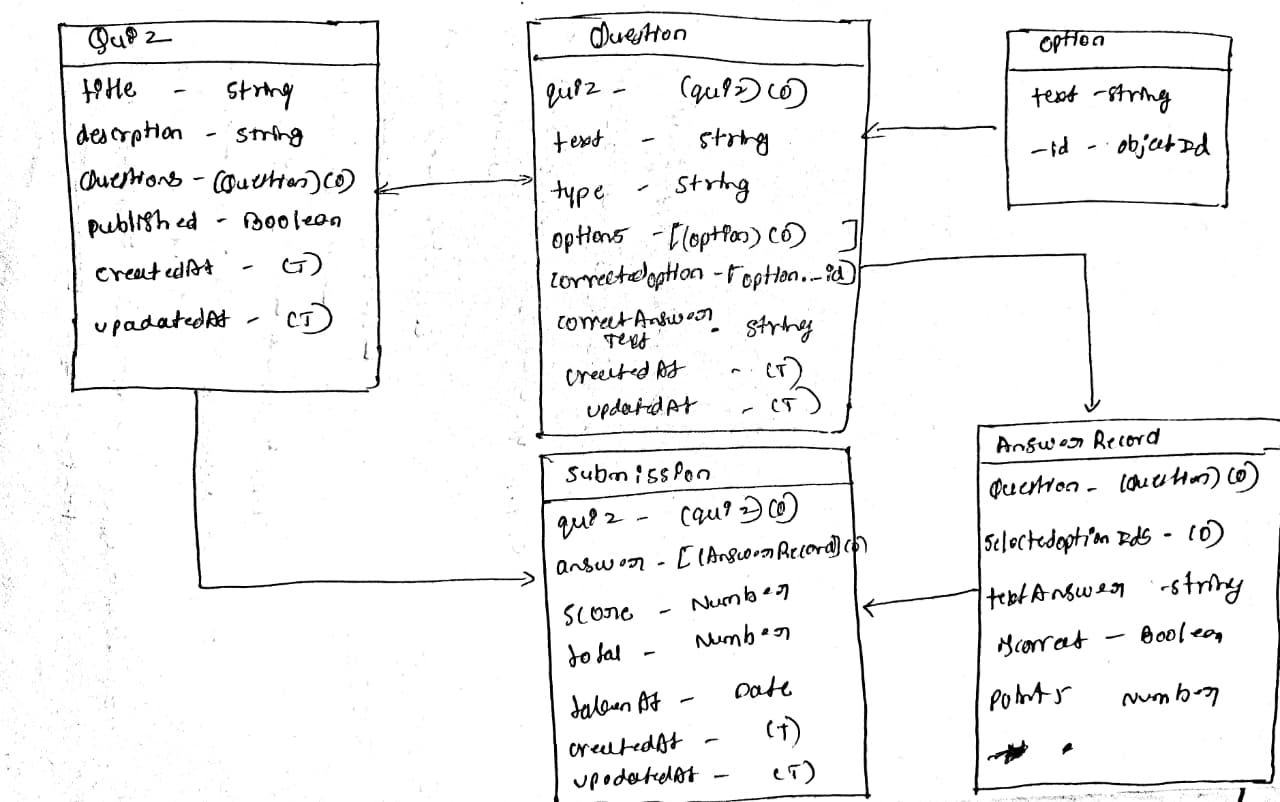 Quiz
title - String
description - String
Questions - (Question)(O)
published - Boolean
createdAt - (T)
upadatedAt - (T)
Question
quiz - (quiz)(O)
text - String
type - String
options - [(option)(O) ]
correctedoption - [option._id]
correctAnswer
Text - String
createdAt - (T)
updatedAt - (T)
option
text - string
_id - objectId
Submission
quiz - (quiz)(O)
answer - [(AnswerRecord)(O)
Score - Number
total - Number
takenAt - Date
createdAt - (T)
updatedAt - (T)
Answer Record
Question - (Question)(O)
SelectedoptionIds - (O)
textAnswer - string
iscorrect - Boolean
points Number